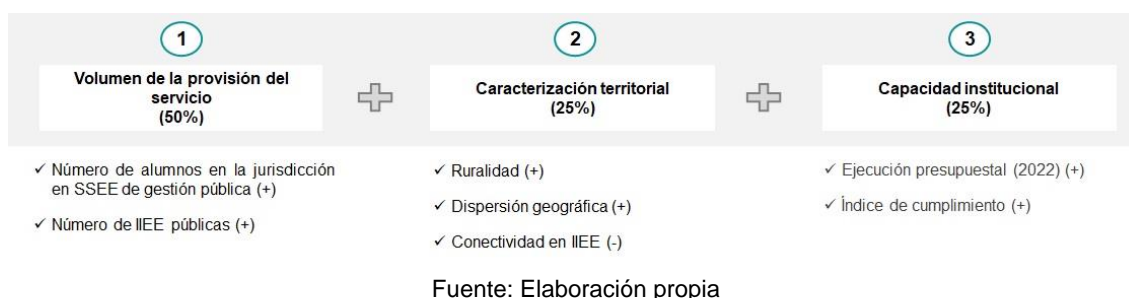 1
Volumen de la provisión del
servicio
(50%)
✓ Número de alumnos en la jurisdicción
en SSEE de gestión pública (+)
✓ Número de IIEE públicas (+)
2
Caracterización territorial
(25%)
✓ Ruralidad (+)
✓ Dispersión geográfica (+)
✓ Conectividad en IIEE (-)
3
Capacidad institucional
(25%)
✓ Ejecución presupuestal (2022) (+)
✓ Índice de cumplimiento (+)
Fuente: Elaboración propia